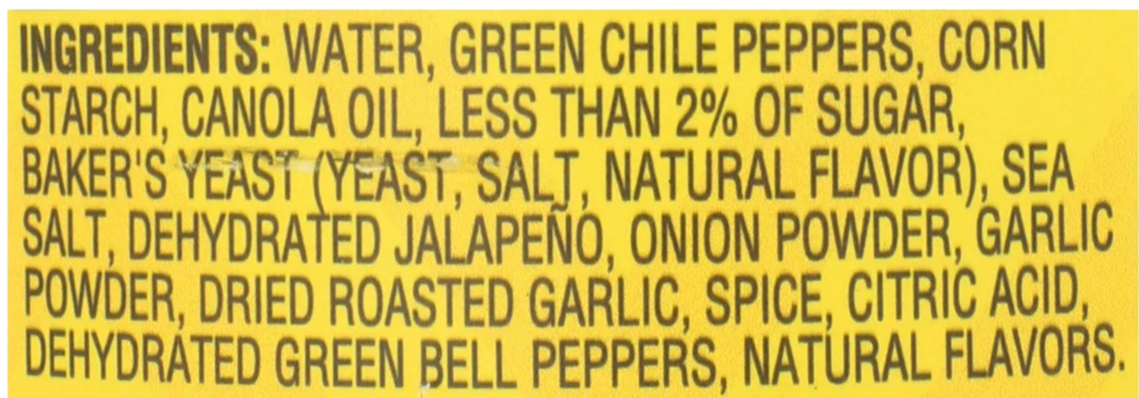 INGREDIENTS: WATER, GREEN CHILE PEPPERS, CORN
STARCH, CANOLA OIL, LESS THAN 2% OF SUGAR,
BAKER'S YEAST (YEAST, SALT, NATURAL FLAVOR), SEA
SALT, DEHYDRATED JALAPEÑO, ONION POWDER, GARLIC
POWDER, DRIED ROASTED GARLIC, SPICE, CITRIC ACID,
DEHYDRATED GREEN BELL PEPPERS, NATURAL FLAVORS.